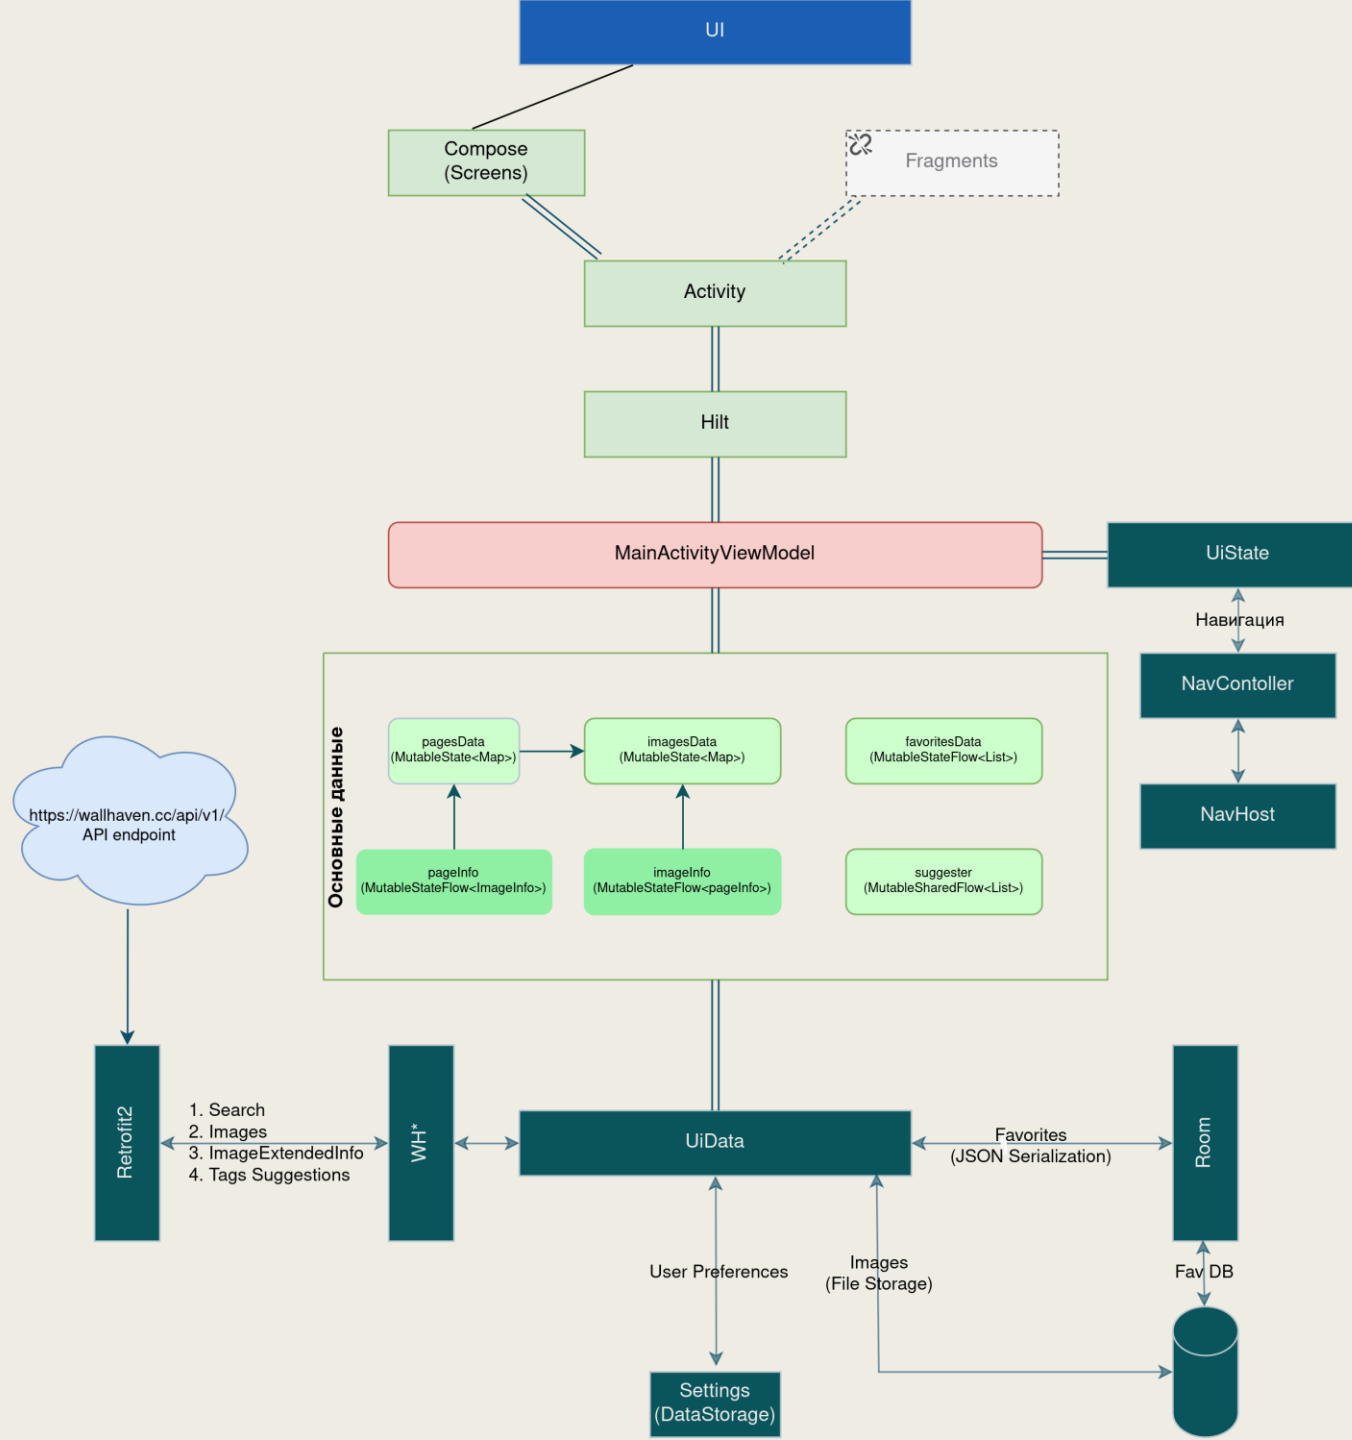 UI
Compose
(Screens)
Fragments
Activity
Hilt
MainActivityViewModel
UiState
Навигация
NavContoller
NavHost
Основные данные
pagesData
(MutableState<Map>)
imagesData
(MutableState<Map>)
favoritesData
(MutableStateFlow<List>)
pageInfo
(MutableStateFlow<ImageInfo>)
imageInfo
(MutableStateFlow<pageInfo>)
suggester
(MutableSharedFlow<List>)
https://wallhaven.cc/api/v1/
API endpoint
Retrofit2
1. Search
2. Images
3. ImageExtendedInfo
4. Tags Suggestions
WH*
UiData
Favorites
(JSON Serialization)
Room
User Preferences
Images
(File Storage)
Fav DB
Settings
(DataStorage)